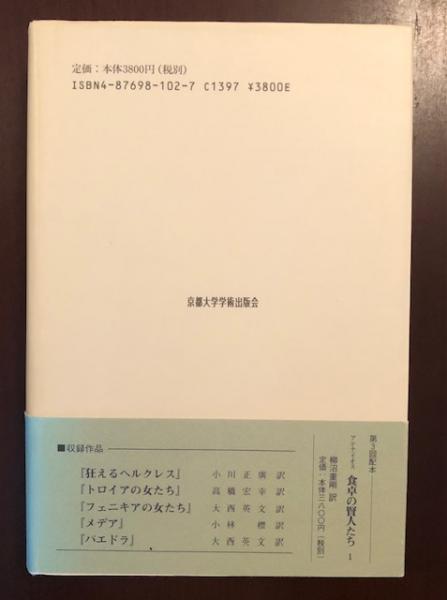 定価：本体3800円（税別）
ISBN4-87698-102-7 C1397 ¥3800E
京都大学学術出版会
■収録作品
『狂えるヘルクレス』 小川正廣 訳
『トロイアの女たち』 高橋宏幸 訳
『フェニキアの女たち』 大西英文 訳
『メデア』 小林標 訳
『パエドラ』 大西英文 訳
第3回配本
アテナイオス 食卓の賢人たち 1
柳沼重剛 訳
定価：本体三八〇〇円（税別）